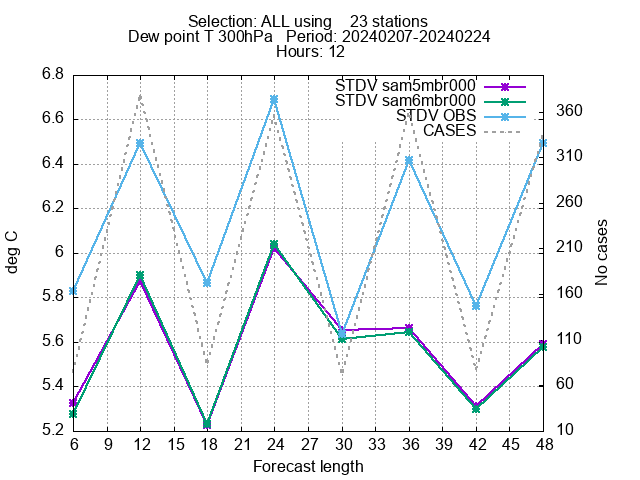 Selection: ALL using    23 stations
Dew point T 300hPa   Period: 20240207-20240224
Hours: 12
STDV sam5mbr000
STDV sam6mbr000
STDV OBS
CASES
deg C
6.8
6.6
6.4
6.2
6
5.8
5.6
5.4
5.2
360
310
260
210
160
110
60
10
No cases
6 9 12 15 18 21 24 27 30 33 36 39 42 45 48
Forecast length